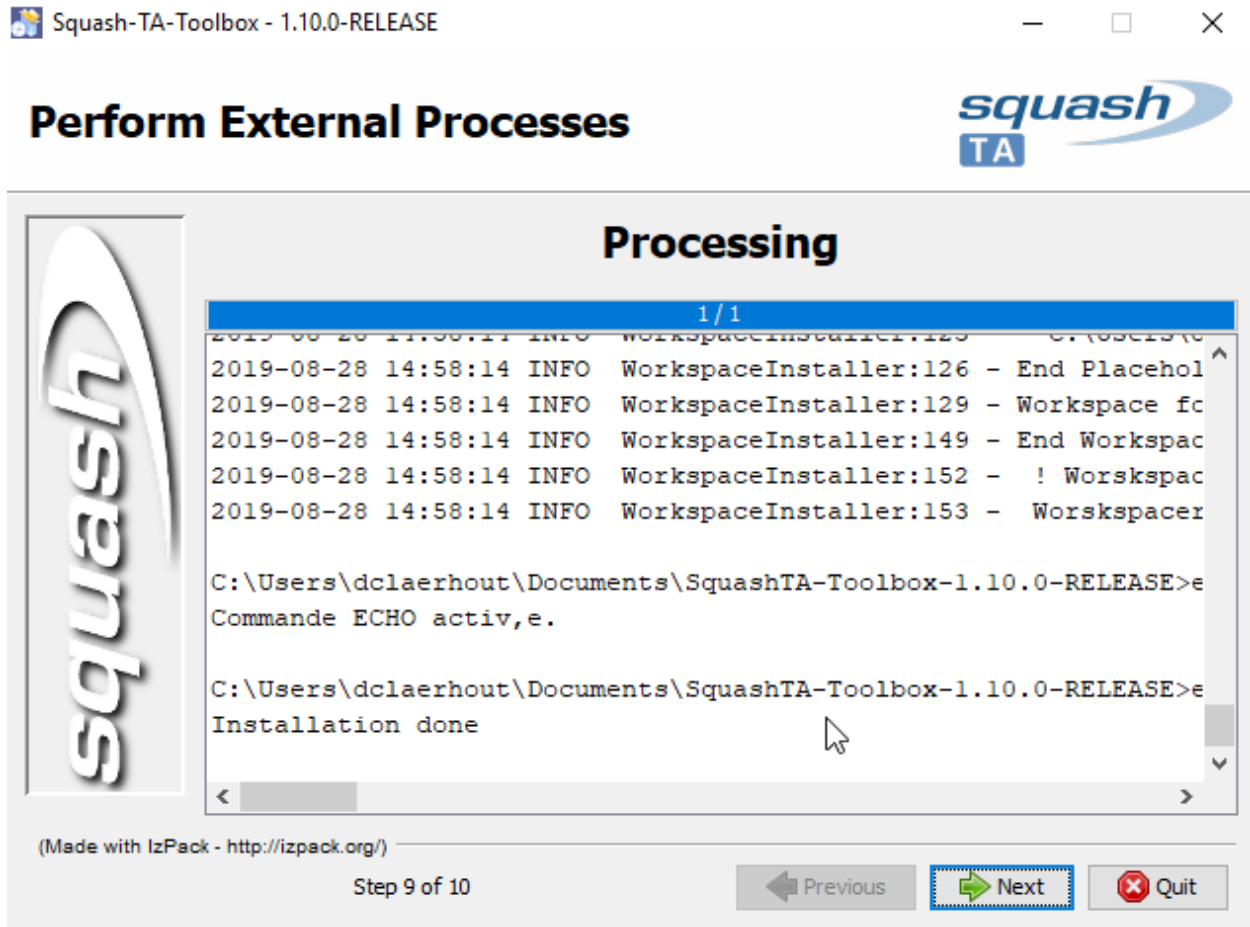 Squash-TA-Toolbox - 1.10.0-RELEASE
Perform External Processes
squash
TA
squash
Processing
1 / 1
2019-08-28 14:58:14 INFO WorkspaceInstaller:126 - End Placehol
2019-08-28 14:58:14 INFO WorkspaceInstaller:129 - Workspace fo
2019-08-28 14:58:14 INFO WorkspaceInstaller:149 - End Workspac
2019-08-28 14:58:14 INFO WorkspaceInstaller:152 - ! Worskspac
2019-08-28 14:58:14 INFO WorkspaceInstaller:153 - Worskspacer
C:\Users\dclaerhout\Documents\SquashTA-Toolbox-1.10.0-RELEASE>e
Commande ECHO activ,e.
C:\Users\dclaerhout\Documents\SquashTA-Toolbox-1.10.0-RELEASE>e
Installation done
(Made with IzPack - http://izpack.org/)
Step 9 of 10
Previous
Next
Quit